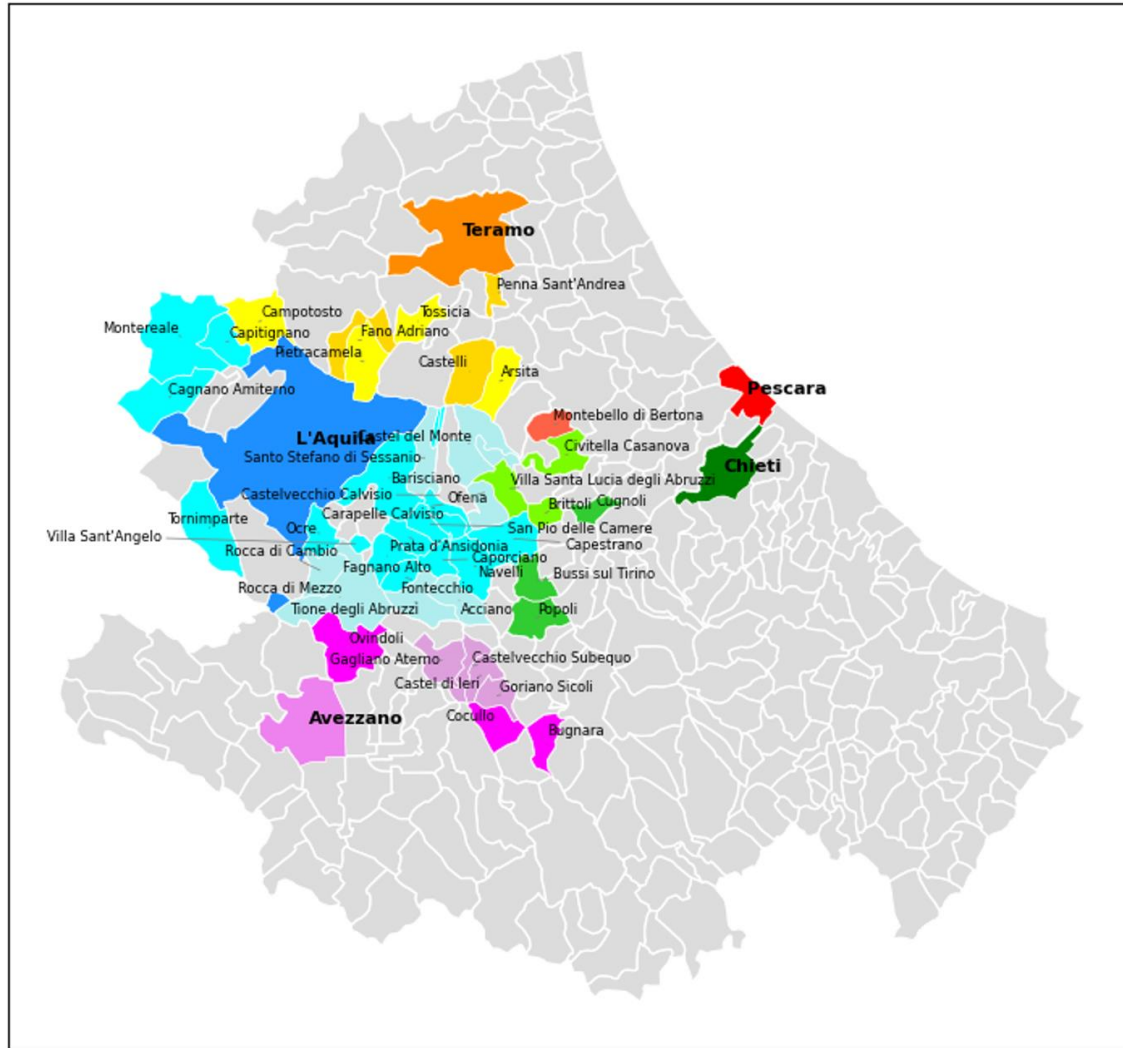 Teramo
Penna Sant'Andrea
Campotosto
Tossicia
Montereale
Capitignano
Fano Adriano
Pietracamela
Castelli
Arsita
Cagnano Amiterno
Pescara
Montebello di Bertona
L'Aquila
Castel del Monte
Civitella Casanova
Santo Stefano di Sessanio
Chieti
Barisciano
Villa Santa Lucia degli Abruzzi
Castelvecchio Calvisio
Ofena
Brittoli
Cugnoli
Carapelle Calvisio
Tornimparte
Ocre
San Pio delle Camere
Villa Sant'Angelo
Prata d'Ansidonia
Capestrano
Rocca di Cambio
Caporciano
Fagnano Alto
Navelli
Bussi sul Tirino
Rocca di Mezzo
Fontecchio
Tione degli Abruzzi
Acciano
Popoli
Ovindoli
Gagliano Aterno
Castelvecchio Subequo
Castel di Ieri
Goriano Sicoli
Avezzano
Cocullo
Bugnara